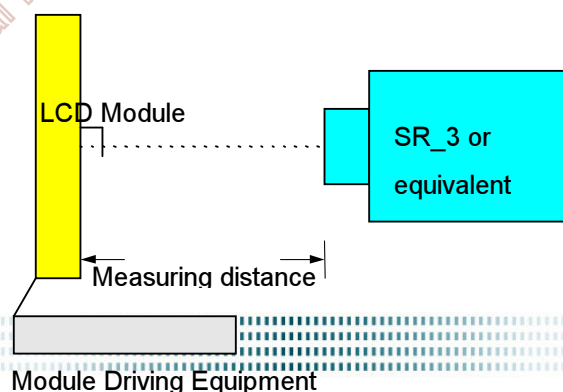 LCD Module
SR_3 or
equivalent
Measuring distance
Module Driving Equipment